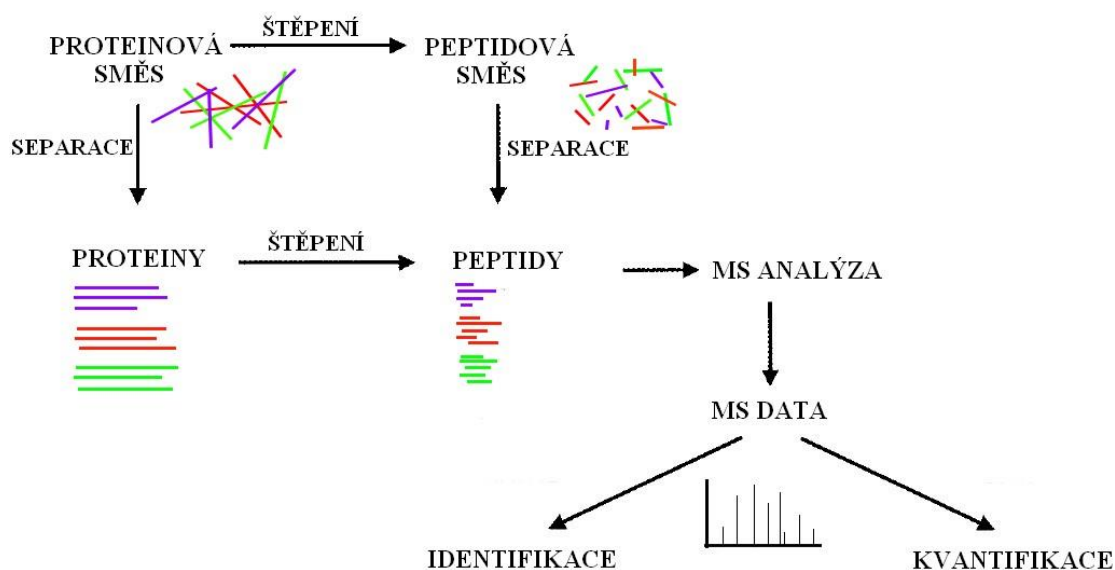 ŠTĚPENÍ
PROTEINOVÁ
SMĚS
PEPTIDOVÁ
SMĚS
SEPARACE
SEPARACE
ŠTĚPENÍ
PROTEINY
PEPTIDY
MS ANALÝZA
MS DATA
IDENTIFIKACE
KVANTIFIKACE